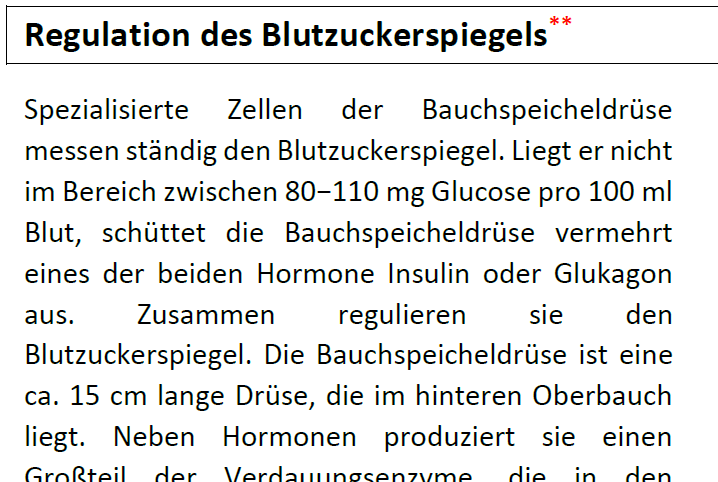 Regulation des Blutzuckerspiegels**
Spezialisierte Zellen der Bauchspeicheldrüse
messen ständig den Blutzuckerspiegel. Liegt er nicht
im Bereich zwischen 80–110 mg Glucose pro 100 ml
Blut, schüttet die Bauchspeicheldrüse vermehrt
eines der beiden Hormone Insulin oder Glukagon
aus. Zusammen regulieren sie den
Blutzuckerspiegel. Die Bauchspeicheldrüse ist eine
ca. 15 cm lange Drüse, die im hinteren Oberbauch
liegt. Neben Hormonen produziert sie einen
Großteil der Verdauungsenzyme, die in den